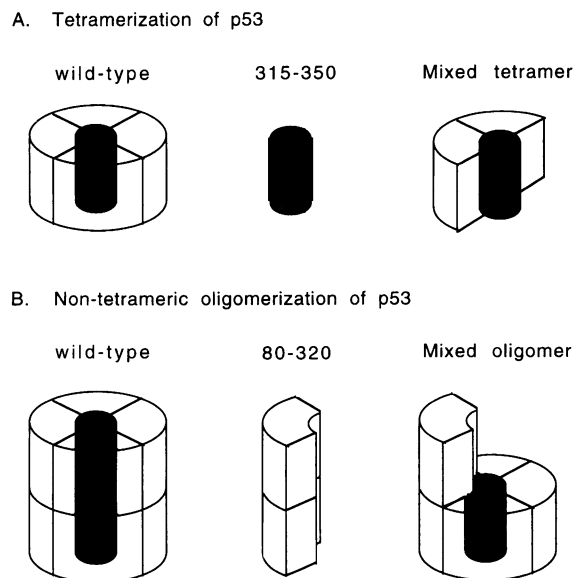 A. Tetramerization of p53
wild-type 315-350 Mixed tetramer
B. Non-tetrameric oligomerization of p53
wild-type 80-320 Mixed oligomer